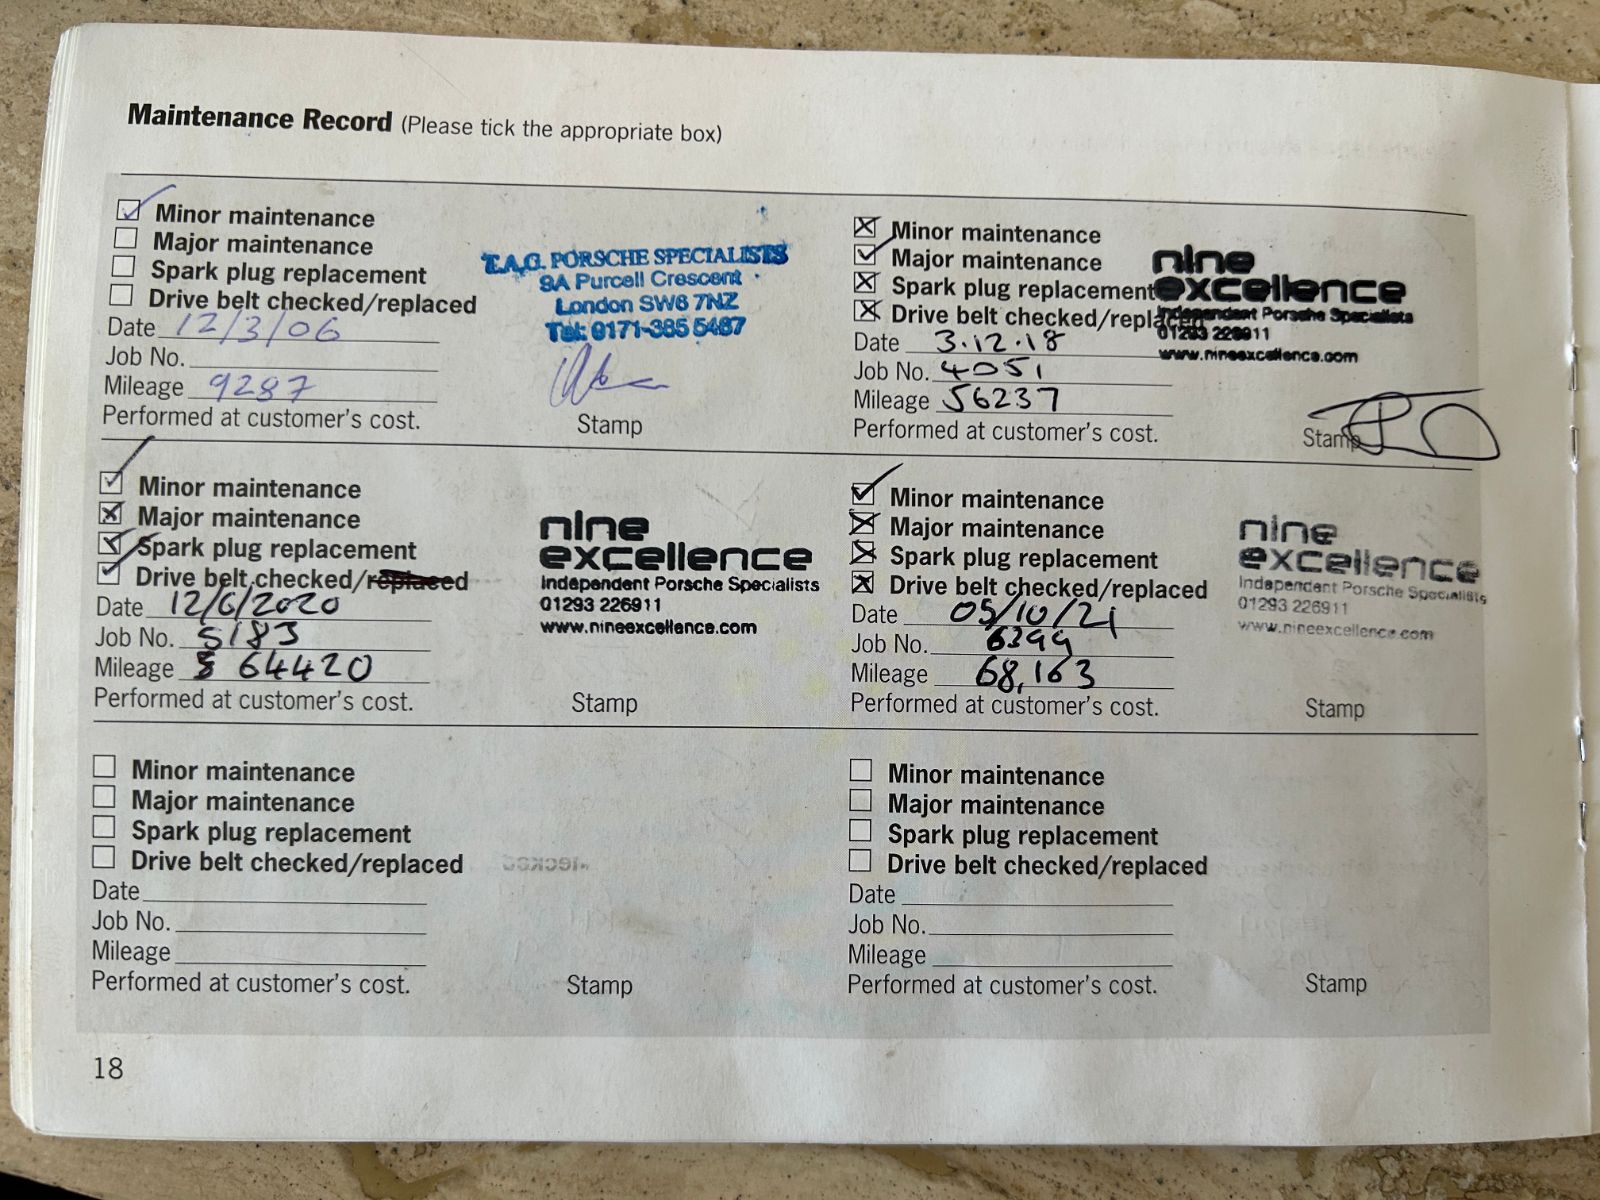 Maintenance Record (Please tick the appropriate box)
Minor maintenance
Major maintenance
Spark plug replacement
Drive belt checked/replaced
Date 12/3/06
Job No.
Mileage 9287
Performed at customer's cost.
T.A.G. PORSCHE SPECIALISTS
9A Purcell Crescent
London SW6 7NZ
Tel: 0171-385 5487
Stamp
Minor maintenance
Major maintenance
Spark plug replacement
Drive belt checked/replaced
Date 3.12.18
Job No. 4051
Mileage 56237
Performed at customer's cost.
nine
excellence
Independent Porsche Specialists
01293 226911
www.nineexcellence.com
Stamp
Minor maintenance
Major maintenance
Spark plug replacement
Drive belt checked/replaced
Date 12/6/2020
Job No. 5183
Mileage 64420
Performed at customer's cost.
nine
excellence
Independent Porsche Specialists
01293 226911
www.nineexcellence.com
Stamp
Minor maintenance
Major maintenance
Spark plug replacement
Drive belt checked/replaced
Date 05/10/21
Job No. 6399
Mileage 68,163
Performed at customer's cost.
nine
excellence
Independent Porsche Specialists
01293 226911
www.nineexcellence.com
Stamp
Minor maintenance
Major maintenance
Spark plug replacement
Drive belt checked/replaced
Date
Job No.
Mileage
Performed at customer's cost.
Stamp
Minor maintenance
Major maintenance
Spark plug replacement
Drive belt checked/replaced
Date
Job No.
Mileage
Performed at customer's cost.
Stamp
18